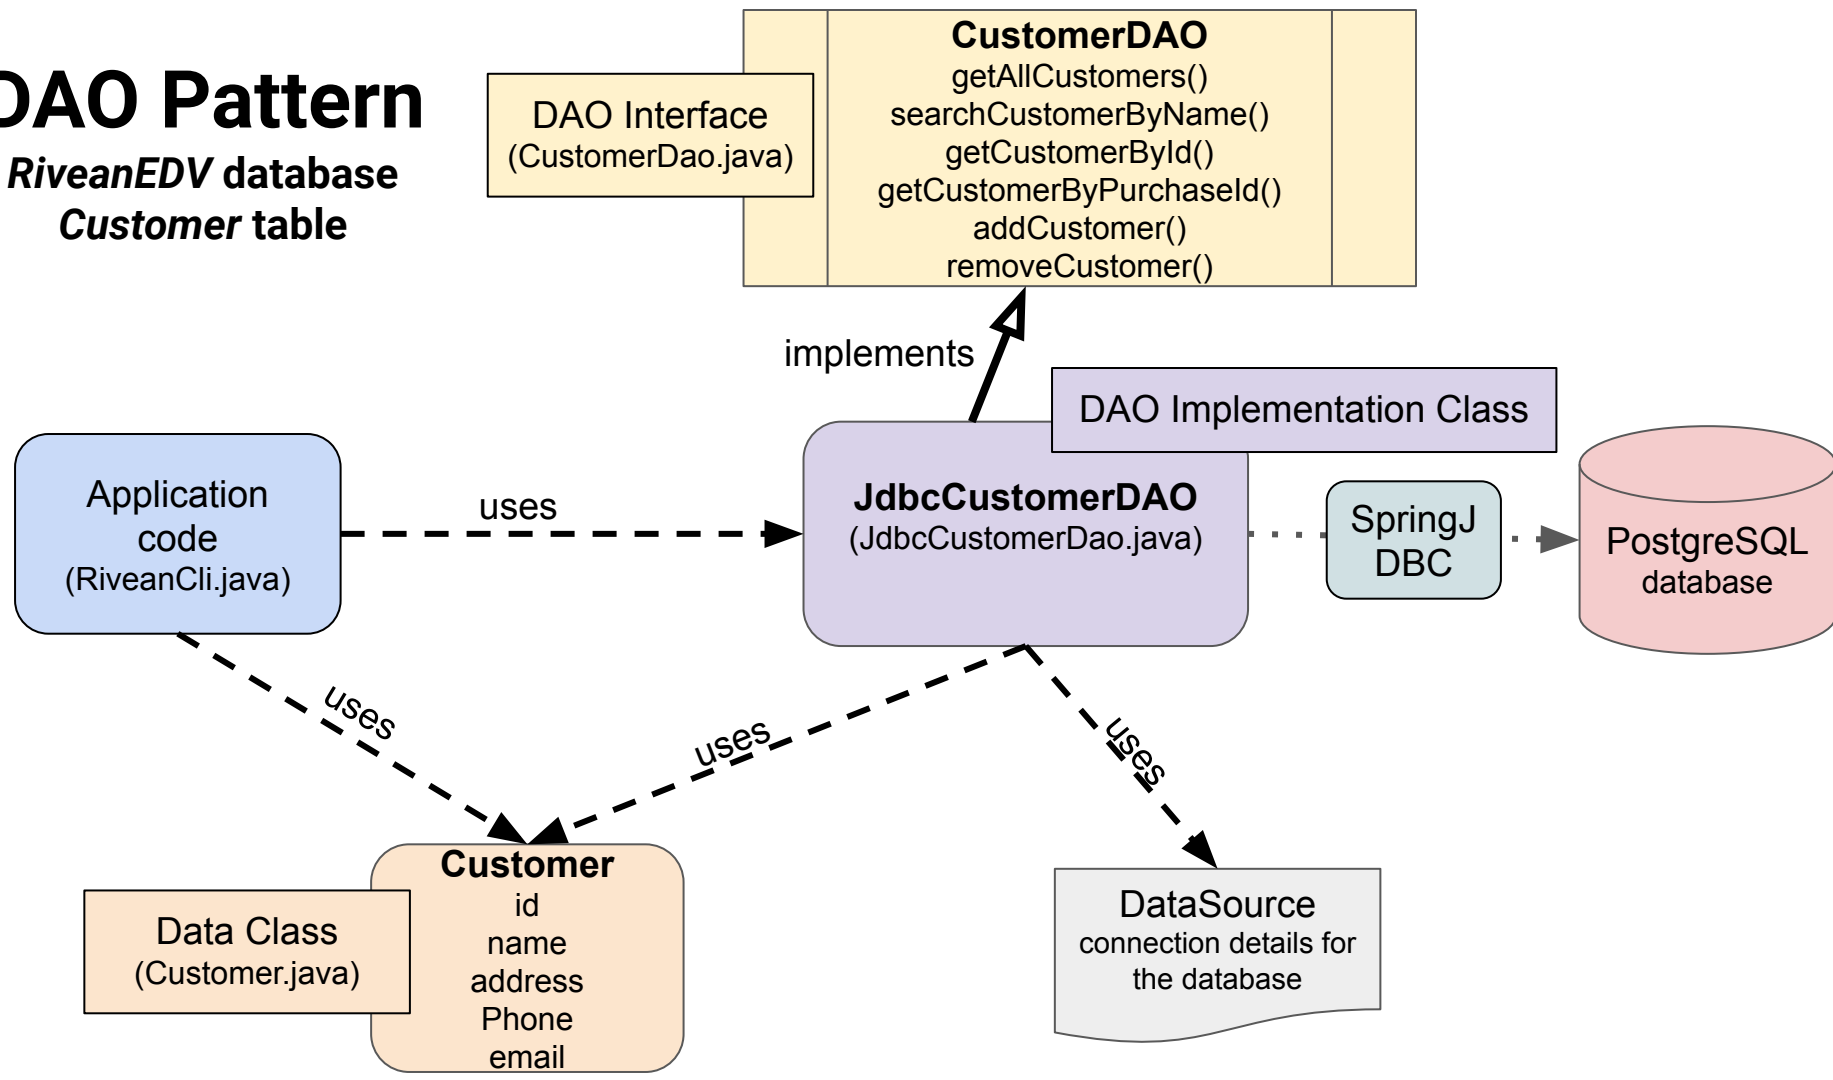 DAO Pattern
RiveanEDV database
Customer table
DAO Interface
(CustomerDao.java)
CustomerDAO
getAllCustomers()
searchCustomerByName()
getCustomerById()
getCustomerByPurchaseId()
addCustomer()
removeCustomer()
implements
DAO Implementation Class
Application
code
(RiveanCli.java)
uses
JdbcCustomerDAO
(JdbcCustomerDao.java)
SpringJ
DBC
PostgreSQL
database
uses
uses
uses
Data Class
(Customer.java)
Customer
id
name
address
Phone
email
DataSource
connection details for
the database